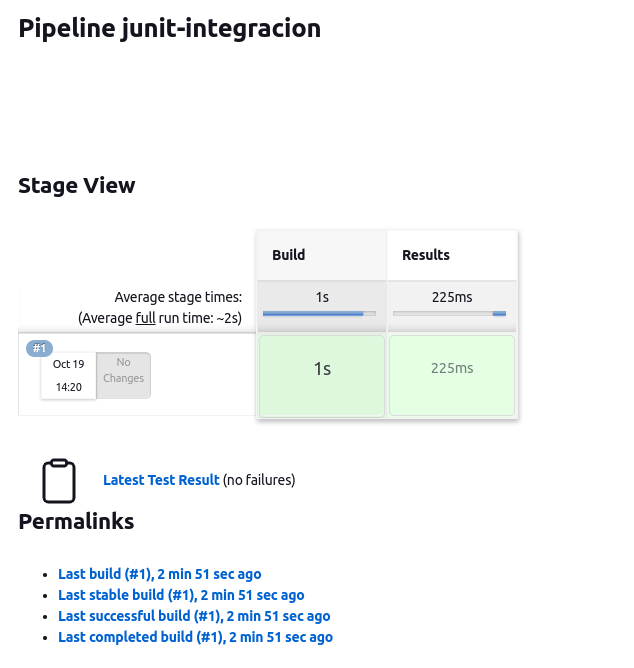 Pipeline junit-integracion
Stage View
Build Results
Average stage times: 1s 225ms
(Average full run time: ~2s)
#1
Oct 19
14:20
No
Changes
1s 225ms
Latest Test Result (no failures)
Permalinks
Last build (#1), 2 min 51 sec ago
Last stable build (#1), 2 min 51 sec ago
Last successful build (#1), 2 min 51 sec ago
Last completed build (#1), 2 min 51 sec ago